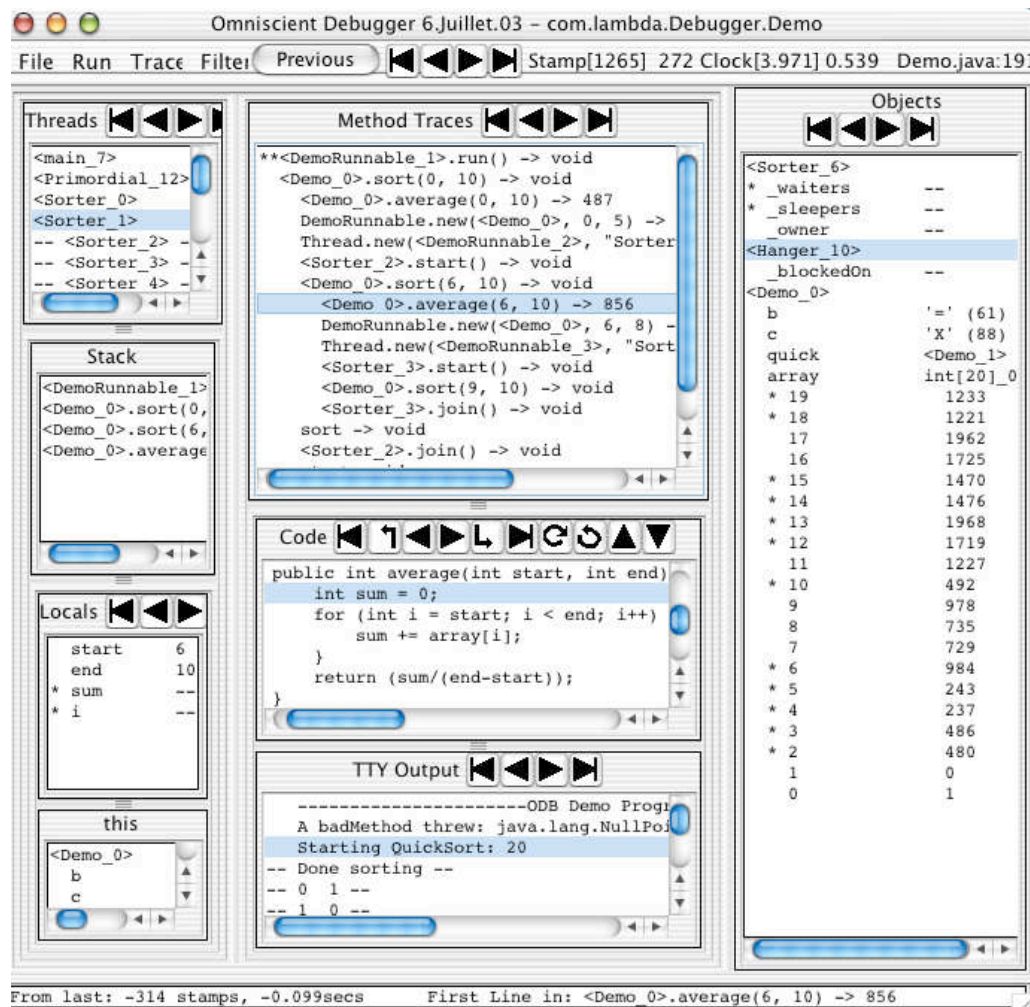 Omniscient Debugger 6.Juillet.03 – com.lambda.Debugger.Demo
File Run Trace Filter Previous Stamp[1265] 272 Clock[3.971] 0.539 Demo.java:191
Threads
<main_7>
<Primordial_12>
<Sorter_0>
<Sorter_1>
-- <Sorter_2> -
-- <Sorter_3> -
-- <Sorter 4> -
Stack
<DemoRunnable_1>
<Demo_0>.sort(0,
<Demo_0>.sort(6,
<Demo_0>.average
Locals
start 6
end 10
* sum --
* i --
this
<Demo_0>
b
c
Method Traces
**<DemoRunnable_1>.run() -> void
<Demo_0>.sort(0, 10) -> void
<Demo_0>.average(0, 10) -> 487
DemoRunnable.new(<Demo_0>, 0, 5) ->
Thread.new(<DemoRunnable_2>, "Sorter
<Sorter_2>.start() -> void
<Demo_0>.sort(6, 10) -> void
<Demo 0>.average(6, 10) -> 856
DemoRunnable.new(<Demo_0>, 6, 8) -
Thread.new(<DemoRunnable_3>, "Sort
<Sorter_3>.start() -> void
<Demo_0>.sort(9, 10) -> void
<Sorter_3>.join() -> void
sort -> void
<Sorter_2>.join() -> void
Code
public int average(int start, int end)
int sum = 0;
for (int i = start; i < end; i++)
sum += array[i];
}
return (sum/(end-start));
}
TTY Output
----------------------ODB Demo Progr
A badMethod threw: java.lang.NullPoi
Starting QuickSort: 20
-- Done sorting --
-- 0 1 --
-- 1 0 --
Objects
<Sorter_6>
* _waiters --
* _sleepers --
_owner --
<Hanger_10>
_blockedOn --
<Demo_0>
b '=' (61)
c 'X' (88)
quick <Demo_1>
array int[20]_0
* 19 1233
* 18 1221
17 1962
16 1725
* 15 1470
* 14 1476
* 13 1968
* 12 1719
11 1227
* 10 492
9 978
8 735
7 729
* 6 984
* 5 243
* 4 237
* 3 486
* 2 480
1 0
0 1
From last: -314 stamps, -0.099secs First Line in: <Demo_0>.average(6, 10) -> 856